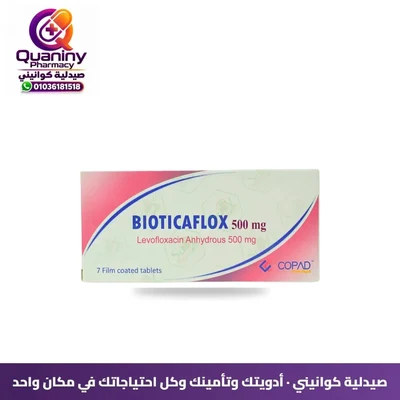 Quaniny
Pharmacy
صيدلية كوانيني
01036181518
BIOTICAFLOX 500 mg
Levofloxacin Anhydrous 500 mg
7 Film coated tablets
COPAD
صيدلية كوانيني - أدويتك وتأمينك وكل احتياجاتك في مكان واحد